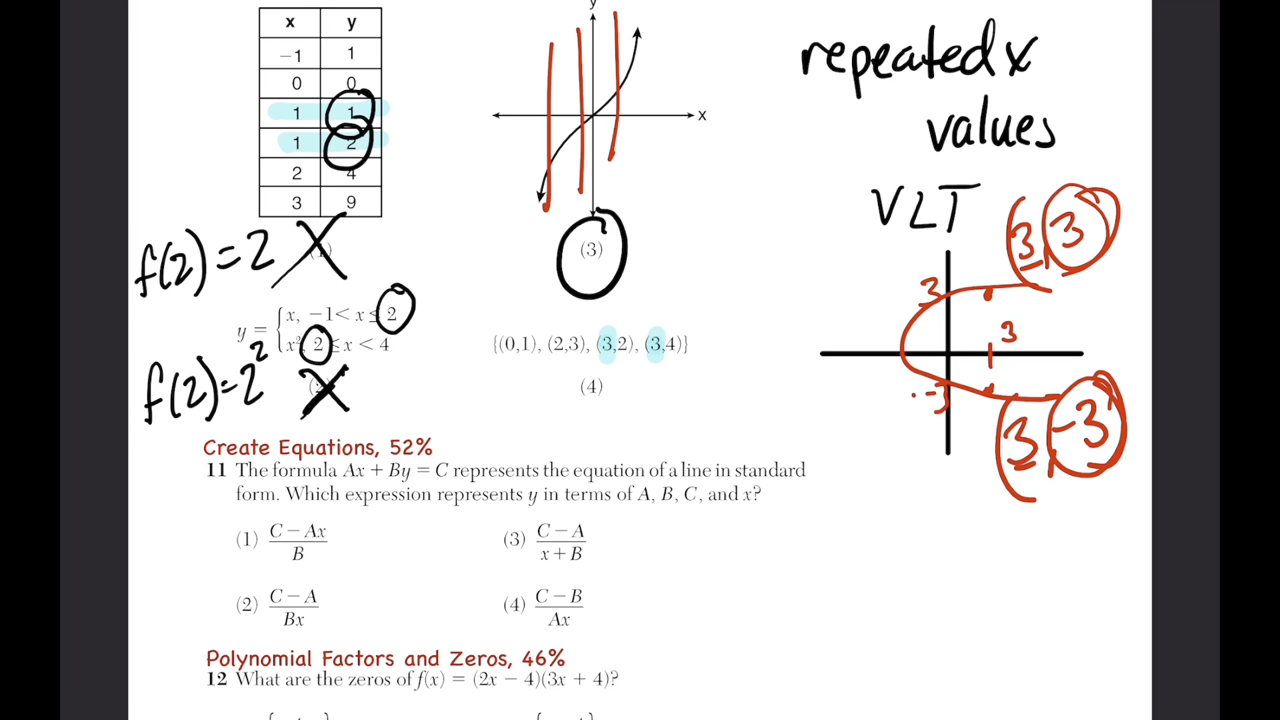 x y
−1 1
0 0
1 1
1 2
2 4
3 9
y
x
repeated x
values
VLT
(3, 3)
3
3
-3
(3, -3)
f(2) = 2
(3)
y = { x, −1 < x ≤ 2
x², 2 ≤ x < 4
f(2) = 2²
{(0,1), (2,3), (3,2), (3,4)}
(4)
Create Equations, 52%
11 The formula Ax + By = C represents the equation of a line in standard
form. Which expression represents y in terms of A, B, C, and x?
(1) C − Ax
B
(3) C − A
x + B
(2) C − A
Bx
(4) C − B
Ax
Polynomial Factors and Zeros, 46%
12 What are the zeros of f(x) = (2x − 4)(3x + 4)?